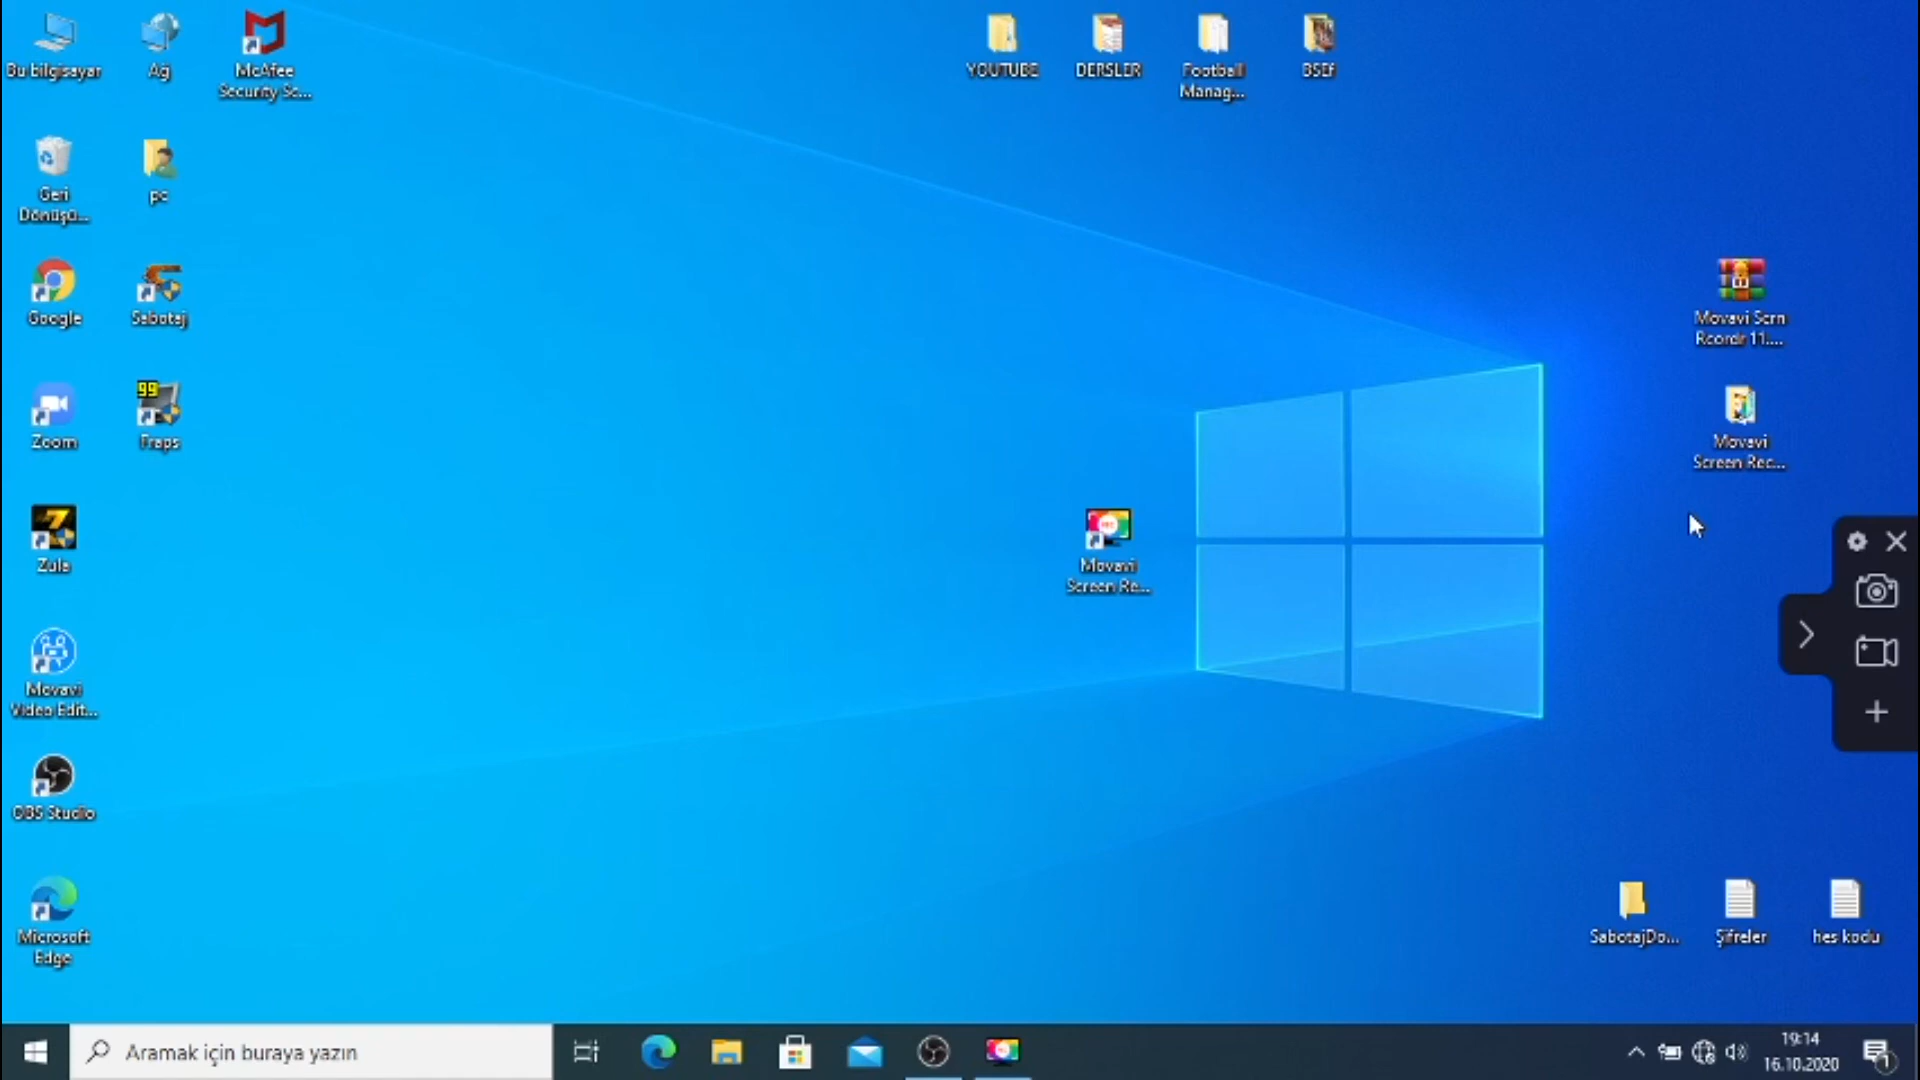 Bu bilgisayar
Ağ
McAfee
Security Sc...
YOUTUBE
DERSLER
Football
Manag...
BSEf
Geri
Dönüşü...
pc
Google
Sabotaj
Movavi Scrn
Rcordr 11....
Zoom
99
Fraps
Movavi
Screen Rec...
Zula
Movavi
Screen Re...
Movavi
Video Edit...
OBS Studio
Microsoft
Edge
SabotajDo...
Şifreler
hes kodu
Aramak için buraya yazın
19:14
16.10.2020
1